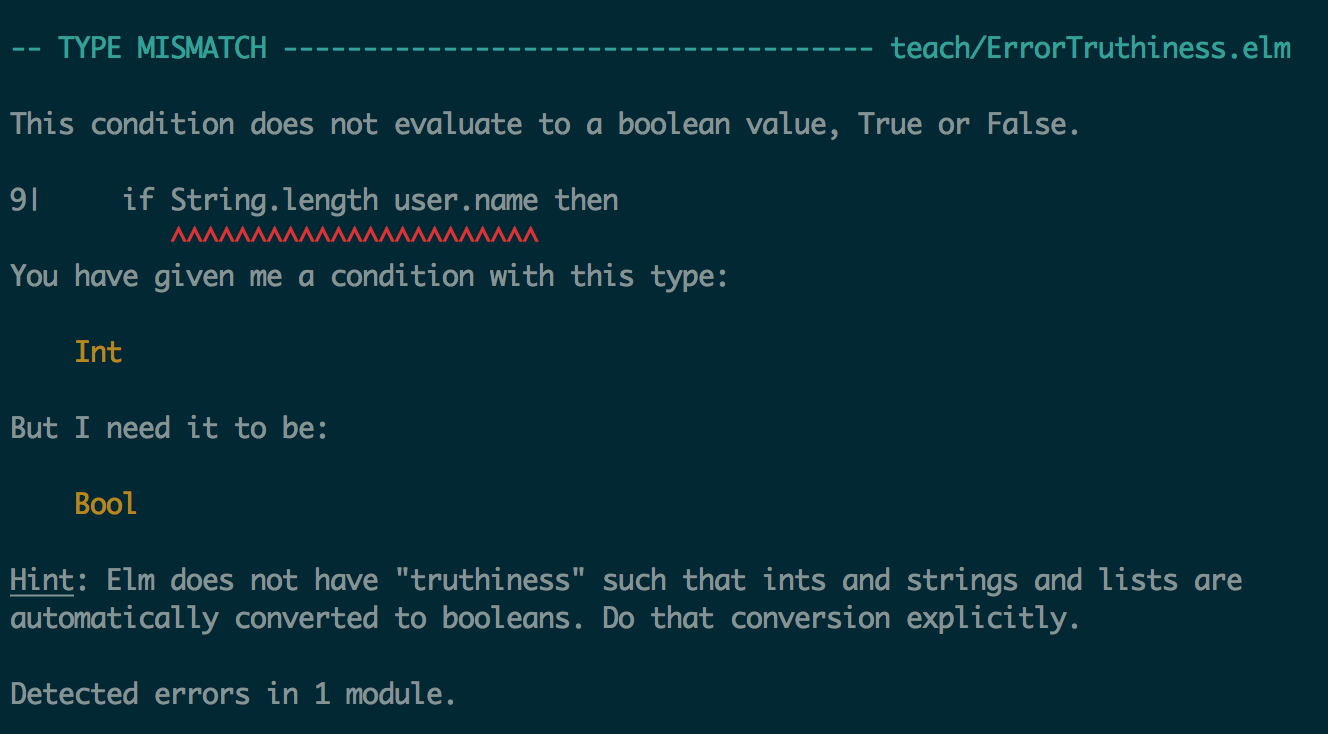 -- TYPE MISMATCH ------------------------------------- teach/ErrorTruthiness.elm
This condition does not evaluate to a boolean value, True or False.
9|     if String.length user.name then
          ^^^^^^^^^^^^^^^^^^^^^^^
You have given me a condition with this type:
    Int
But I need it to be:
    Bool
Hint: Elm does not have "truthiness" such that ints and strings and lists are
automatically converted to booleans. Do that conversion explicitly.
Detected errors in 1 module.